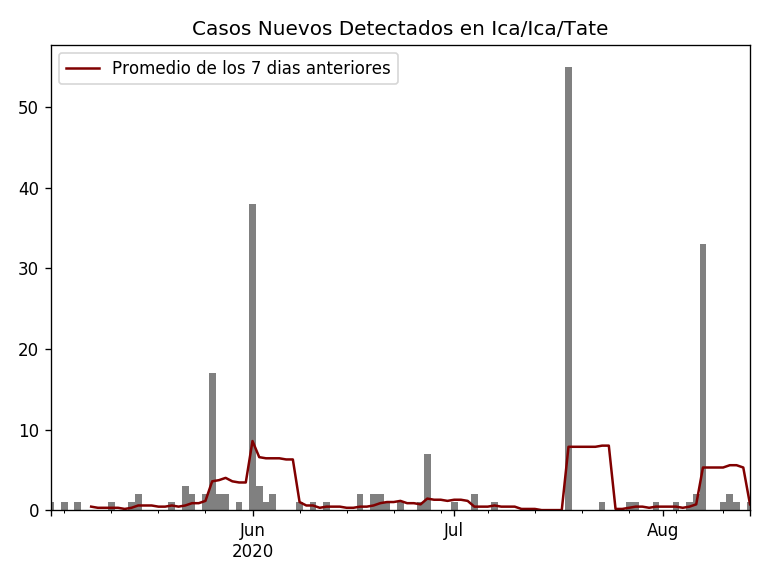 Casos Nuevos Detectados en Ica/Ica/Tate
Promedio de los 7 dias anteriores
50
40
30
20
10
0
Jun
2020
Jul
Aug